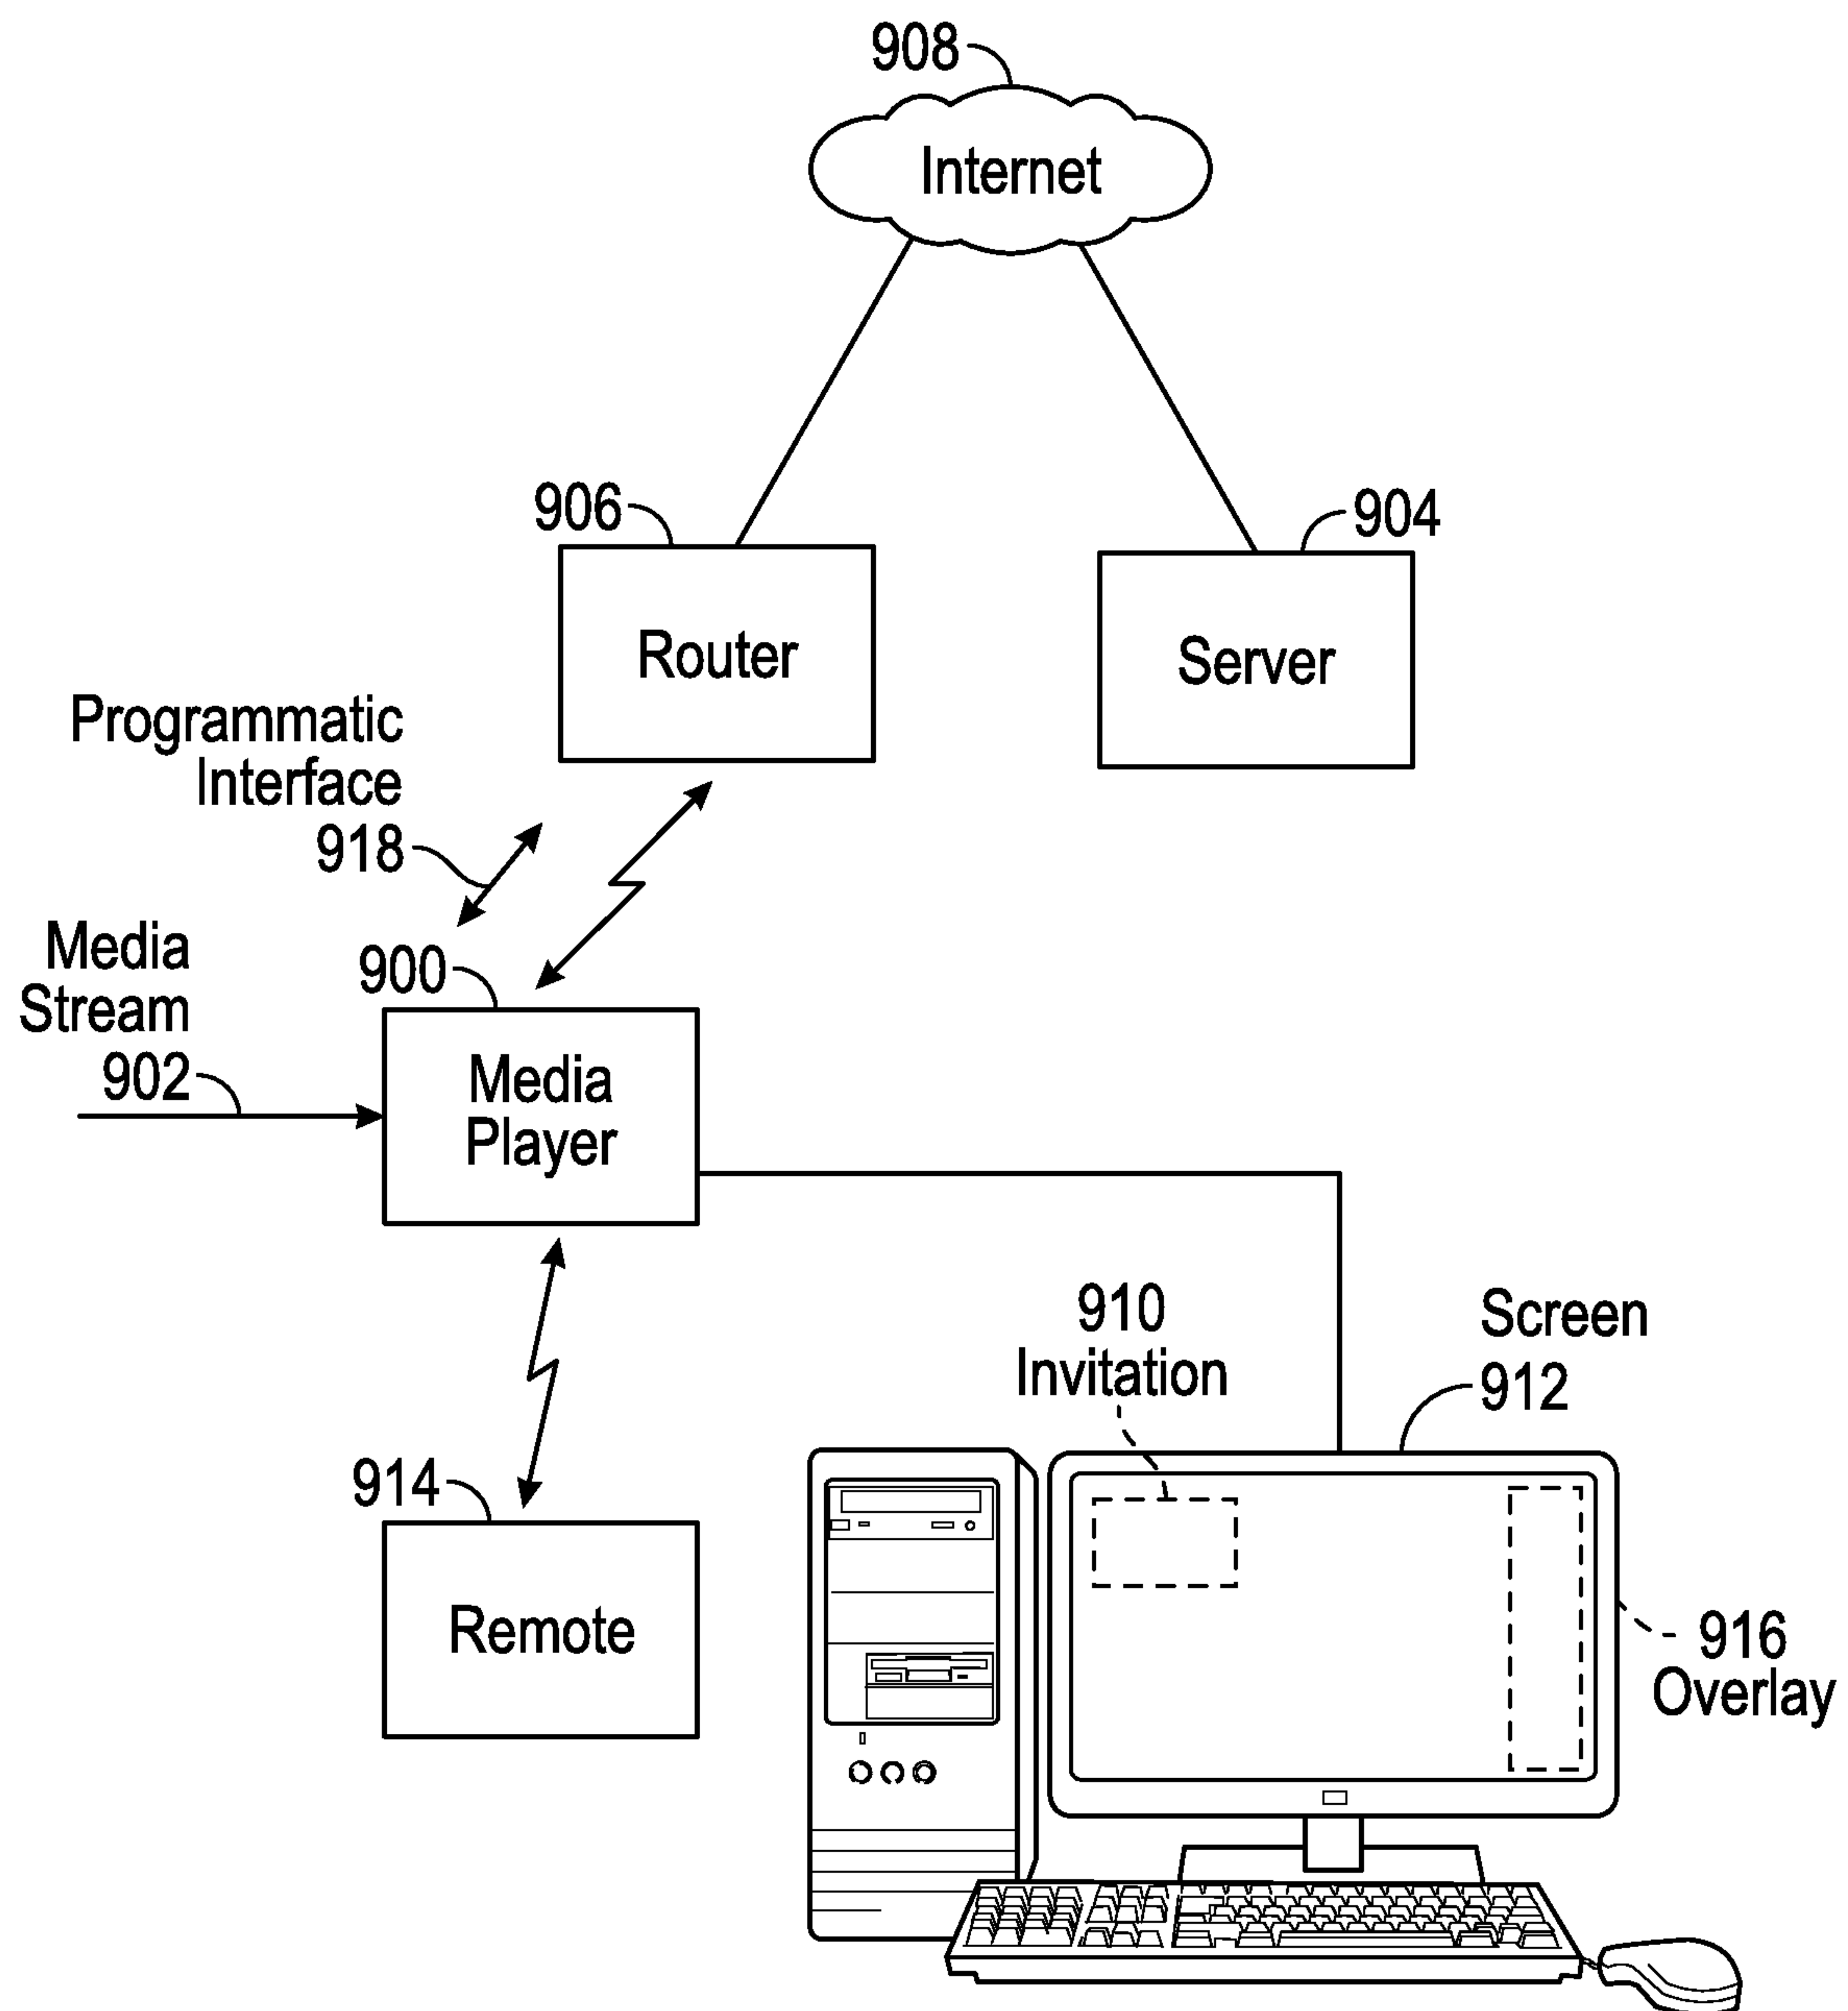 908
Internet
906
904
Router
Server
Programmatic
Interface
918
Media
Stream
902
900
Media
Player
910
Invitation
Screen
912
914
Remote
916
Overlay